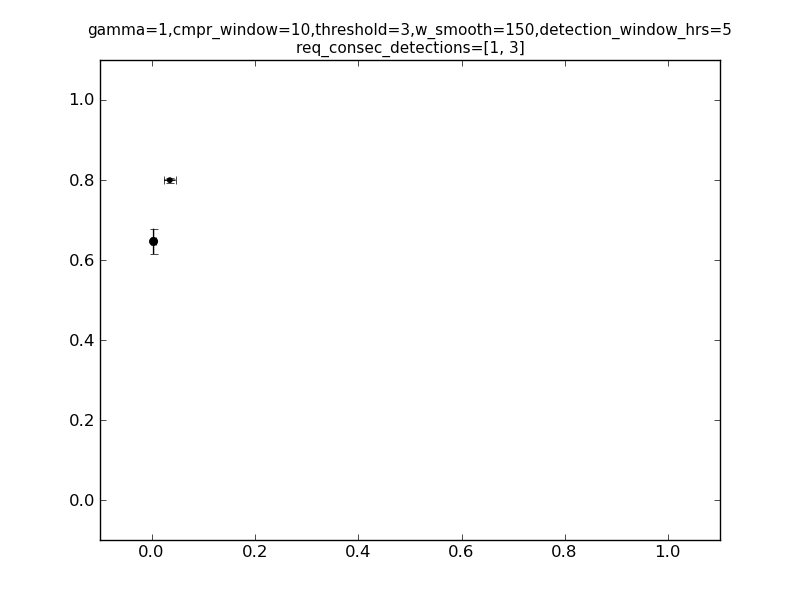 gamma=1,cmpr_window=10,threshold=3,w_smooth=150,detection_window_hrs=5
req_consec_detections=[1, 3]
1.0
0.8
0.6
0.4
0.2
0.0
0.0 0.2 0.4 0.6 0.8 1.0